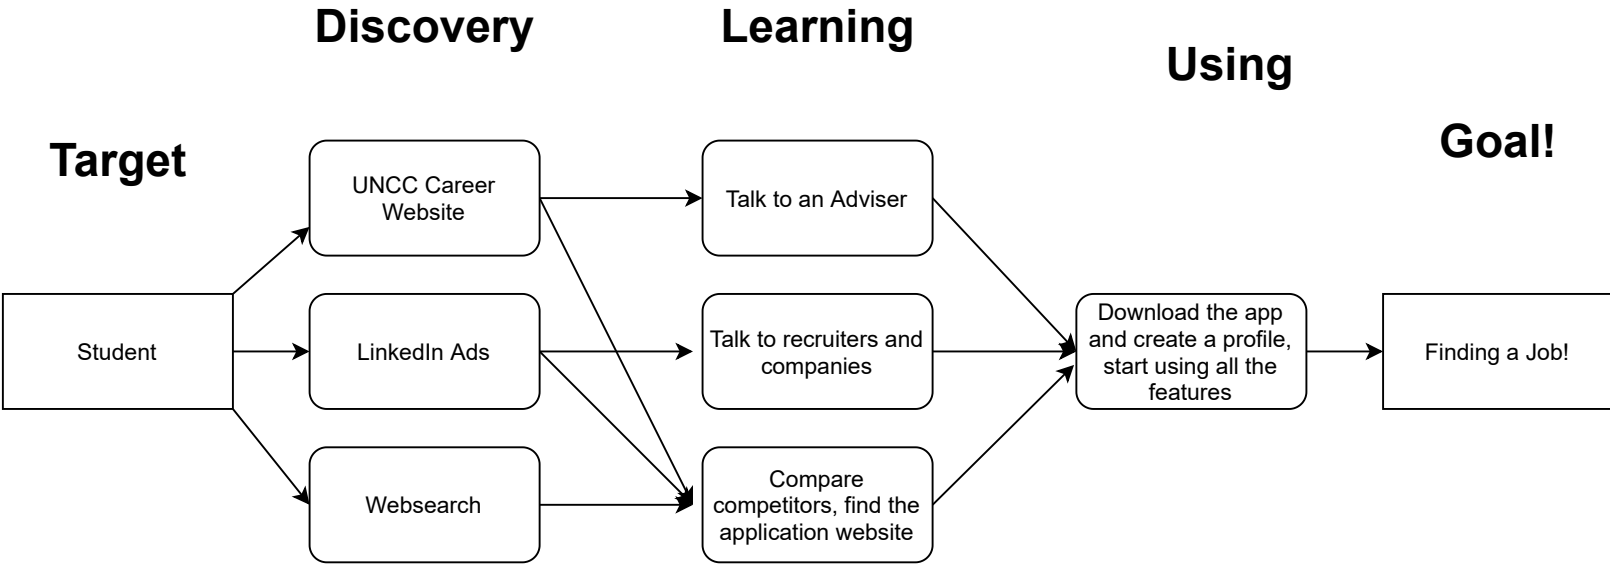 Discovery
Learning
Using
Goal!
Target
UNCC Career
Website
Talk to an Adviser
Student
LinkedIn Ads
Talk to recruiters and
companies
Download the app
and create a profile,
start using all the
features
Finding a Job!
Websearch
Compare
competitors, find the
application website